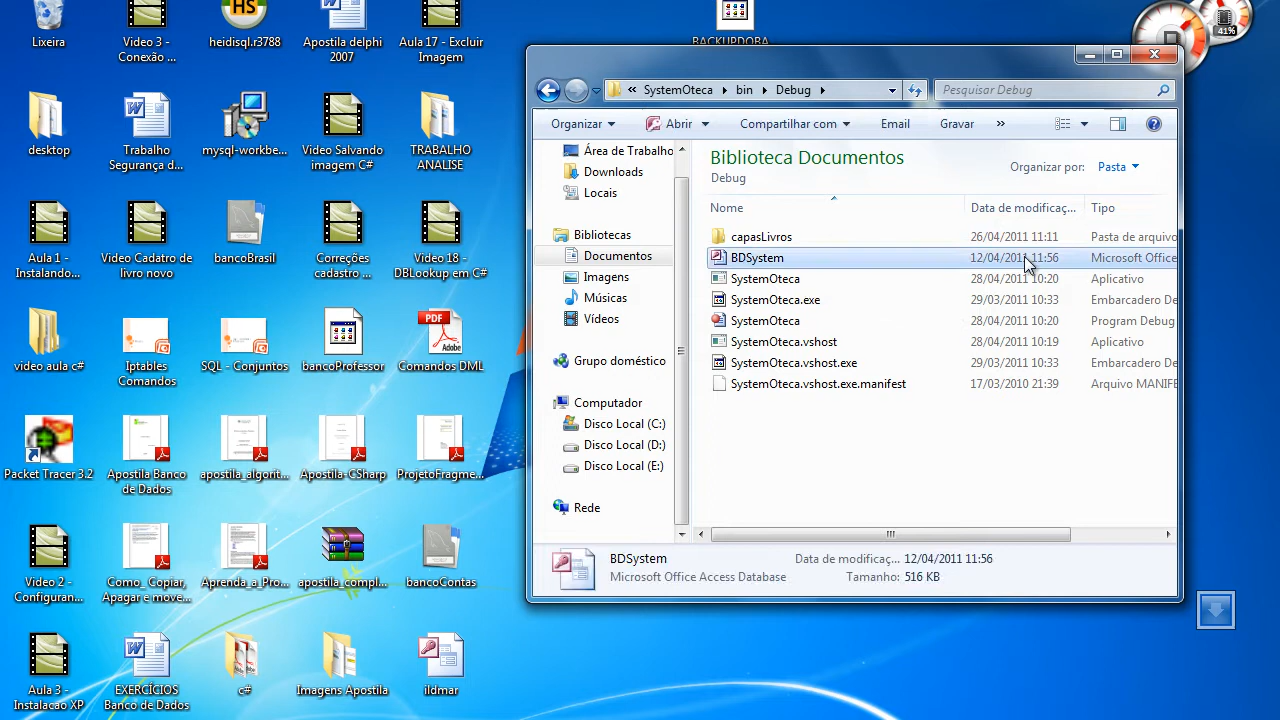 Lixeira
Video 3 -
Conexão ...
HS
heidisql.r3788
Apostila delphi
2007
Aula 17 - Excluir
Imagem
BACKUPDORA
41%
desktop
Trabalho
Segurança d...
mysql-workbe...
Video Salvando
imagem C#
TRABALHO
ANALISE
Aula 1 -
Instalando...
Video Cadatro de
livro novo
bancoBrasil
Correções
cadastro ...
Video 18 -
DBLookup em C#
video aula c#
Iptables
Comandos
SQL - Conjuntos
bancoProfessor
PDF
Adobe
Comandos DML
Packet Tracer 3.2
Apostila Banco
de Dados
apostila_algorit...
Apostila-CSharp
ProjetoFragme...
Video 2 -
Configuran...
Como_ Copiar,
Apagar e move...
Aprenda_a_Pro...
apostila_compl...
bancoContas
Aula 3 -
Instalacao XP
EXERCÍCIOS
Banco de Dados
c#
Imagens Apostila
ildmar
« SystemOteca bin Debug
Pesquisar Debug
Organizar Abrir Compartilhar com Email Gravar »
Área de Trabalho
Downloads
Locais
Bibliotecas
Documentos
Imagens
Músicas
Vídeos
Grupo doméstico
Computador
Disco Local (C:)
Disco Local (D:)
Disco Local (E:)
Rede
Biblioteca Documentos
Debug
Organizar por: Pasta
Nome Data de modificaç... Tipo
capasLivros 26/04/2011 11:11 Pasta de arquivo
BDSystem 12/04/2011 11:56 Microsoft Office
SystemOteca 28/04/2011 10:20 Aplicativo
SystemOteca.exe 29/03/2011 10:33 Embarcadero De
SystemOteca 28/04/2011 10:20 Program Debug
SystemOteca.vshost 28/04/2011 10:19 Aplicativo
SystemOteca.vshost.exe 29/03/2011 10:33 Embarcadero De
SystemOteca.vshost.exe.manifest 17/03/2010 21:39 Arquivo MANIFE
BDSystem Data de modificaç... 12/04/2011 11:56
Microsoft Office Access Database Tamanho: 516 KB